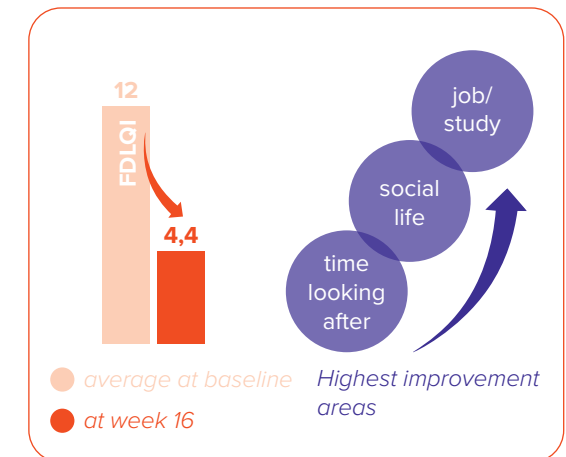 12
FDLQI
4,4
average at baseline
at week 16
job/
study
social
life
time
looking
after
Highest improvement
areas